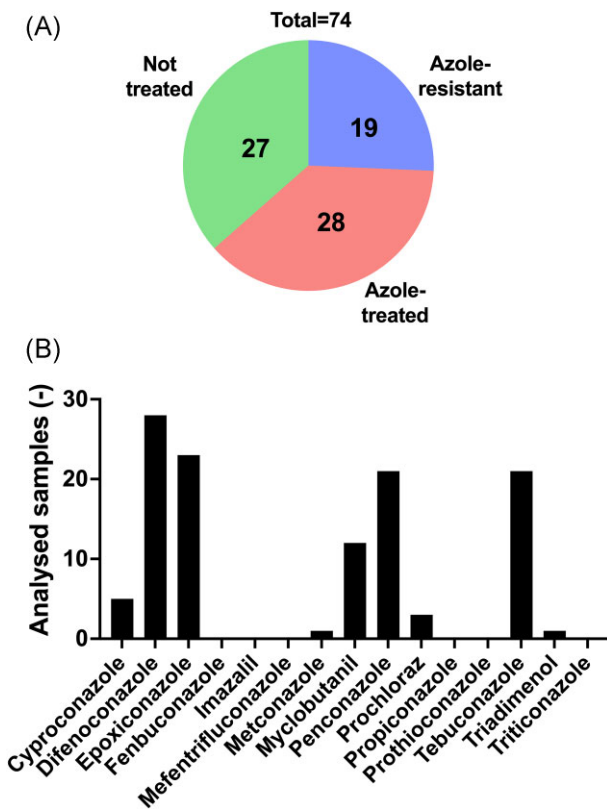 (A)
Total=74
Not
treated
Azole-
resistant
27
19
28
Azole-
treated
(B)
Analysed samples (-)
30
20
10
0
Cyproconazole
Difenoconazole
Epoxiconazole
Fenbuconazole
Imazalil
Mefentrifluconazole
Metconazole
Myclobutanil
Penconazole
Prochloraz
Propiconazole
Prothioconazole
Tebuconazole
Triadimenol
Triticonazole